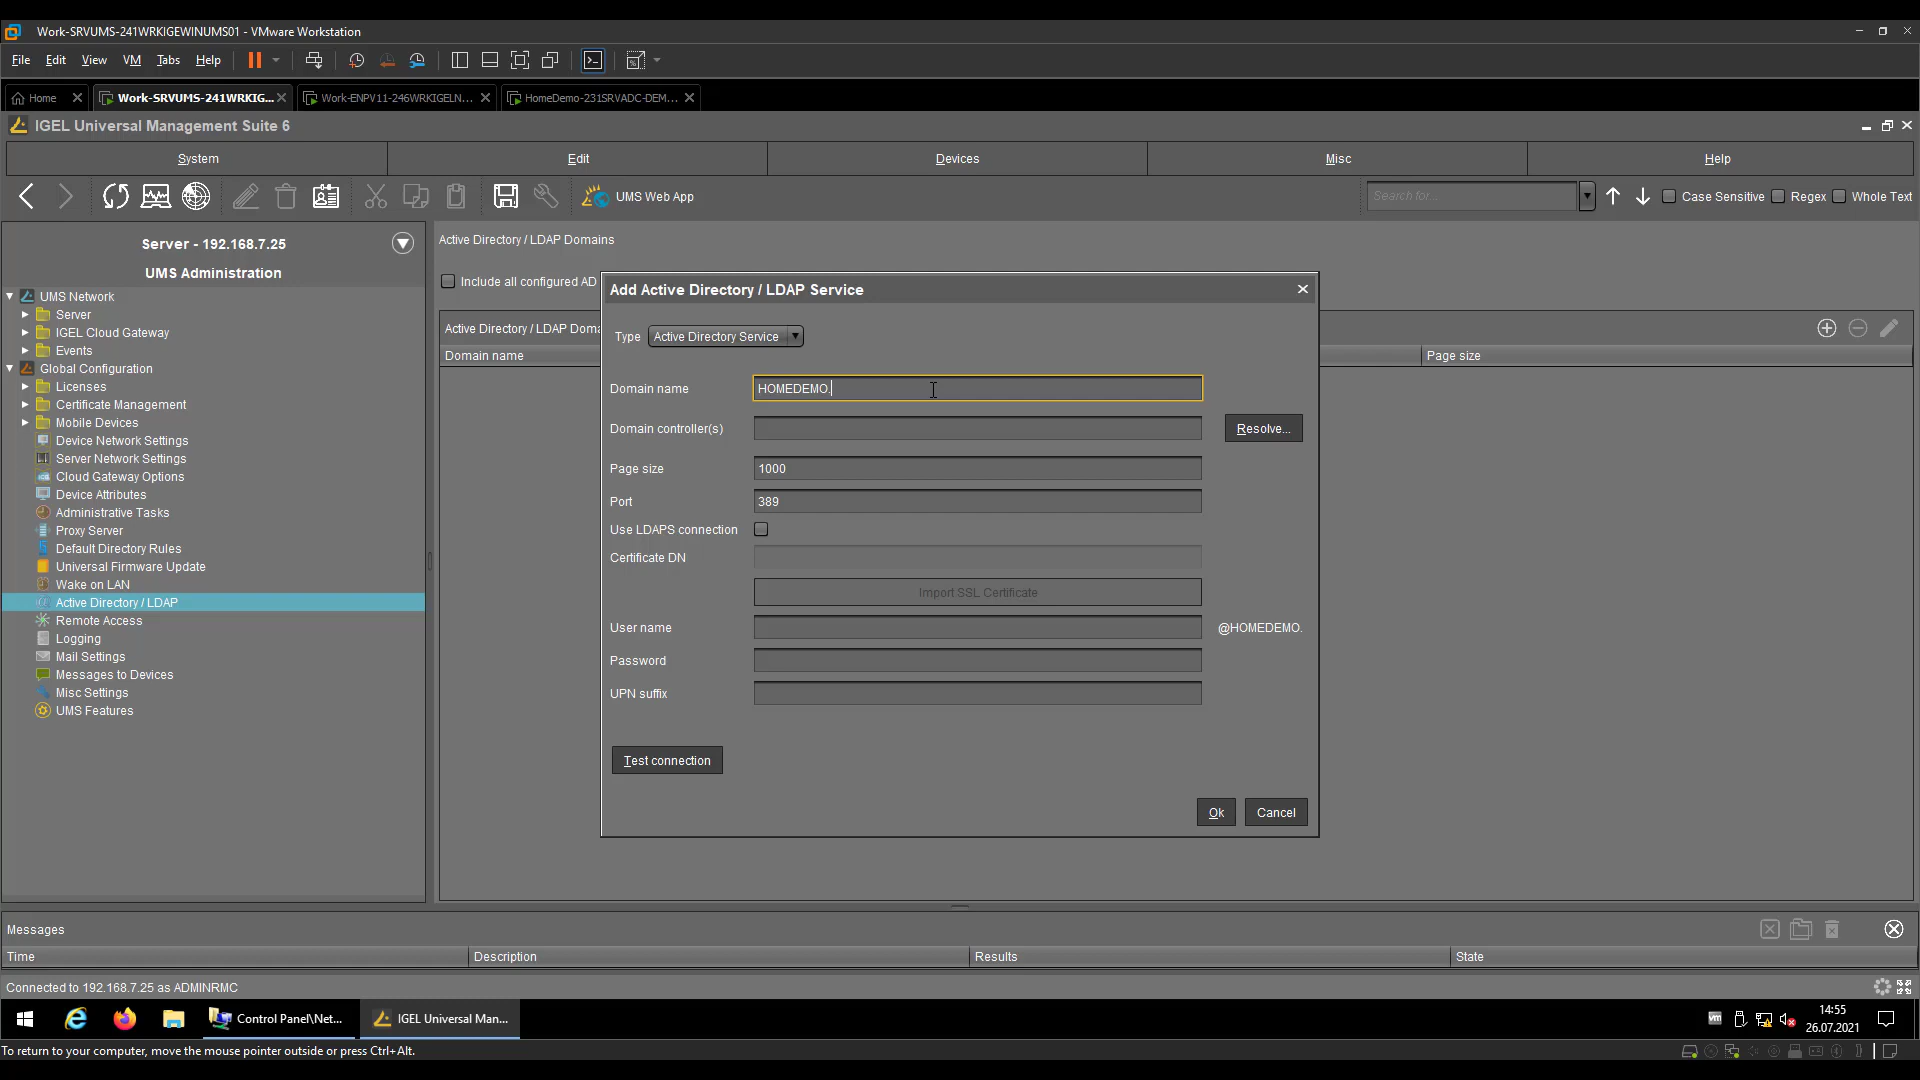 Work-SRVUMS-241WRKIGEWINUMS01 - VMware Workstation
File Edit View VM Tabs Help
Home Work-SRVUMS-241WRKIG... Work-ENPV11-246WRKIGELN... HomeDemo-231SRVADC-DEM...
IGEL Universal Management Suite 6
System Edit Devices Misc Help
UMS Web App Search for... Case Sensitive Regex Whole Text
Server - 192.168.7.25
UMS Administration
UMS Network
Server
IGEL Cloud Gateway
Events
Global Configuration
Licenses
Certificate Management
Mobile Devices
Device Network Settings
Server Network Settings
Cloud Gateway Options
Device Attributes
Administrative Tasks
Proxy Server
Default Directory Rules
Universal Firmware Update
Wake on LAN
Active Directory / LDAP
Remote Access
Logging
Mail Settings
Messages to Devices
Misc Settings
UMS Features
Active Directory / LDAP Domains
Include all configured AD
Active Directory / LDAP Doma
Domain name Page size
Add Active Directory / LDAP Service
Type Active Directory Service
Domain name HOMEDEMO.
Domain controller(s) Resolve...
Page size 1000
Port 389
Use LDAPS connection
Certificate DN
Import SSL Certificate
User name @HOMEDEMO.
Password
UPN suffix
Test connection
Ok Cancel
Messages
Time Description Results State
Connected to 192.168.7.25 as ADMINRMC
Control Panel\Net... IGEL Universal Man... vm 14:55
26.07.2021
To return to your computer, move the mouse pointer outside or press Ctrl+Alt.